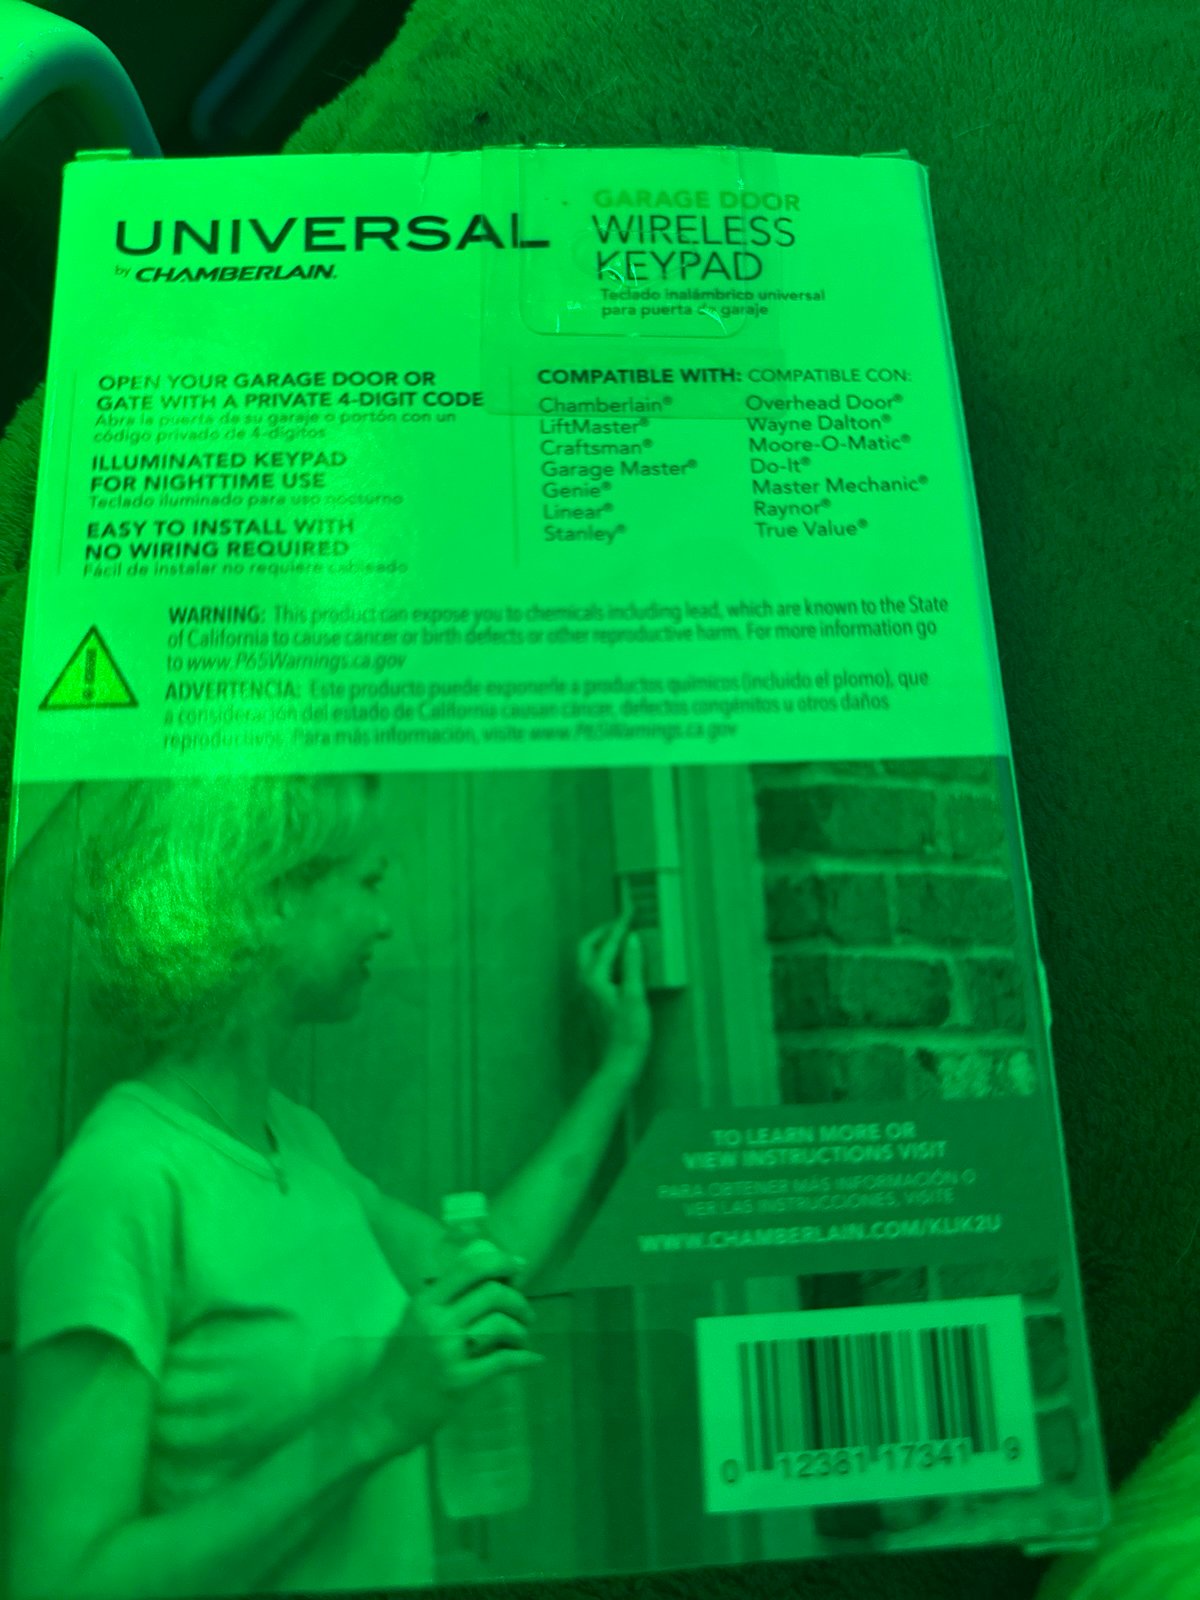 UNIVERSAL
by CHAMBERLAIN.
GARAGE DOOR
WIRELESS
KEYPAD
Teclado inalámbrico universal
para puerta de garaje
OPEN YOUR GARAGE DOOR OR
GATE WITH A PRIVATE 4-DIGIT CODE
Abra la puerta de su garaje o portón con un
código privado de 4-dígitos
ILLUMINATED KEYPAD
FOR NIGHTTIME USE
Teclado iluminado para uso nocturno
EASY TO INSTALL WITH
NO WIRING REQUIRED
Fácil de instalar no requiere cableado
COMPATIBLE WITH: COMPATIBLE CON:
Chamberlain®
LiftMaster®
Craftsman®
Garage Master®
Genie®
Linear®
Stanley®
Overhead Door®
Wayne Dalton®
Moore-O-Matic®
Do-It®
Master Mechanic®
Raynor®
True Value®
WARNING: This product can expose you to chemicals including lead, which are known to the State
of California to cause cancer or birth defects or other reproductive harm. For more information go
to www.P65Warnings.ca.gov
ADVERTENCIA: Este producto puede exponerle a productos químicos (incluido el plomo), que
a consideración del estado de California causan cáncer, defectos congénitos u otros daños
reproductivos. Para más información, visite www.P65Warnings.ca.gov
TO LEARN MORE OR
VIEW INSTRUCTIONS VISIT
PARA OBTENER MÁS INFORMACIÓN O
VER LAS INSTRUCCIONES, VISITE
WWW.CHAMBERLAIN.COM/KLIK2U
0 12381 17341 9